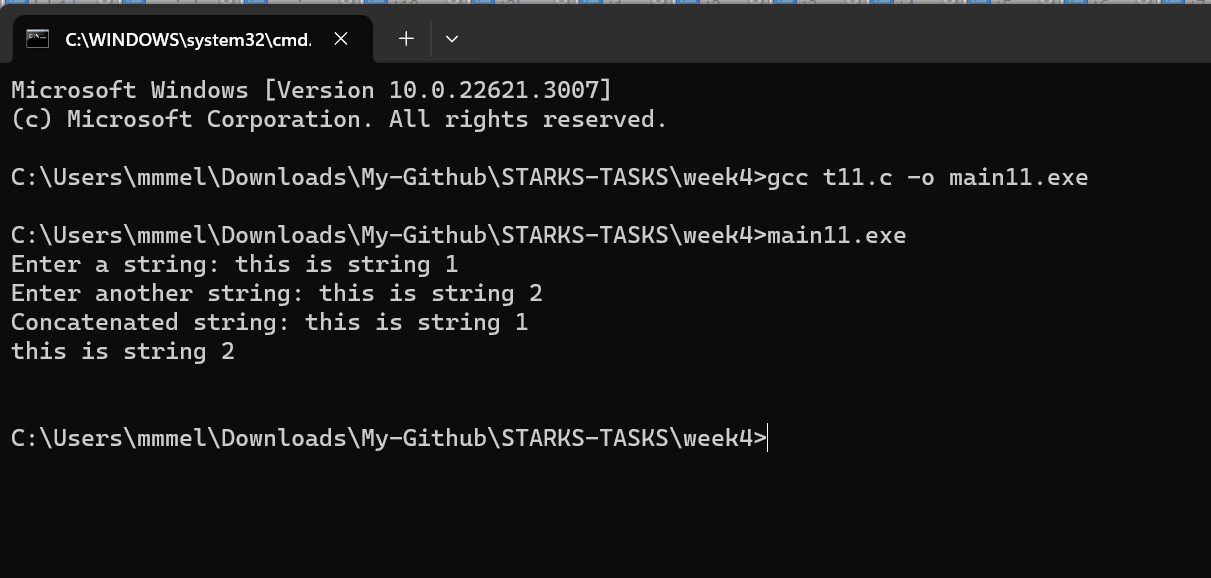 C:\WINDOWS\system32\cmd.
Microsoft Windows [Version 10.0.22621.3007]
(c) Microsoft Corporation. All rights reserved.
C:\Users\mmmel\Downloads\My-Github\STARKS-TASKS\week4>gcc t11.c -o main11.exe
C:\Users\mmmel\Downloads\My-Github\STARKS-TASKS\week4>main11.exe
Enter a string: this is string 1
Enter another string: this is string 2
Concatenated string: this is string 1
this is string 2
C:\Users\mmmel\Downloads\My-Github\STARKS-TASKS\week4>